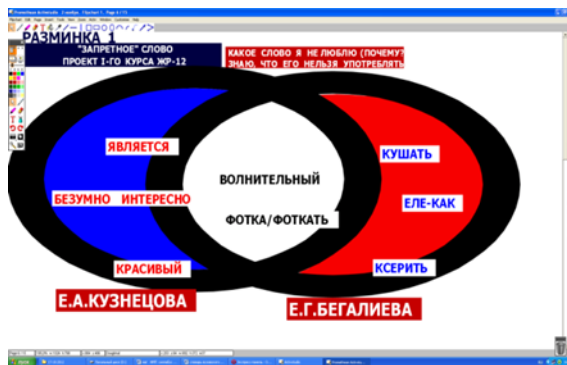 РАЗМИНКА 1
"ЗАПРЕТНОЕ" СЛОВО
ПРОЕКТ I-ГО КУРСА ЖР-12
КАКОЕ СЛОВО Я НЕ ЛЮБЛЮ (ПОЧЕМУ?
ЗНАЮ, ЧТО ЕГО НЕЛЬЗЯ УПОТРЕБЛЯТЬ
ЯВЛЯЕТСЯ
БЕЗУМНО ИНТЕРЕСНО
КРАСИВЫЙ
ВОЛНИТЕЛЬНЫЙ
ФОТКА/ФОТКАТЬ
КУШАТЬ
ЕЛЕ-КАК
КСЕРИТЬ
Е.А.КУЗНЕЦОВА
Е.Г.БЕГАЛИЕВА